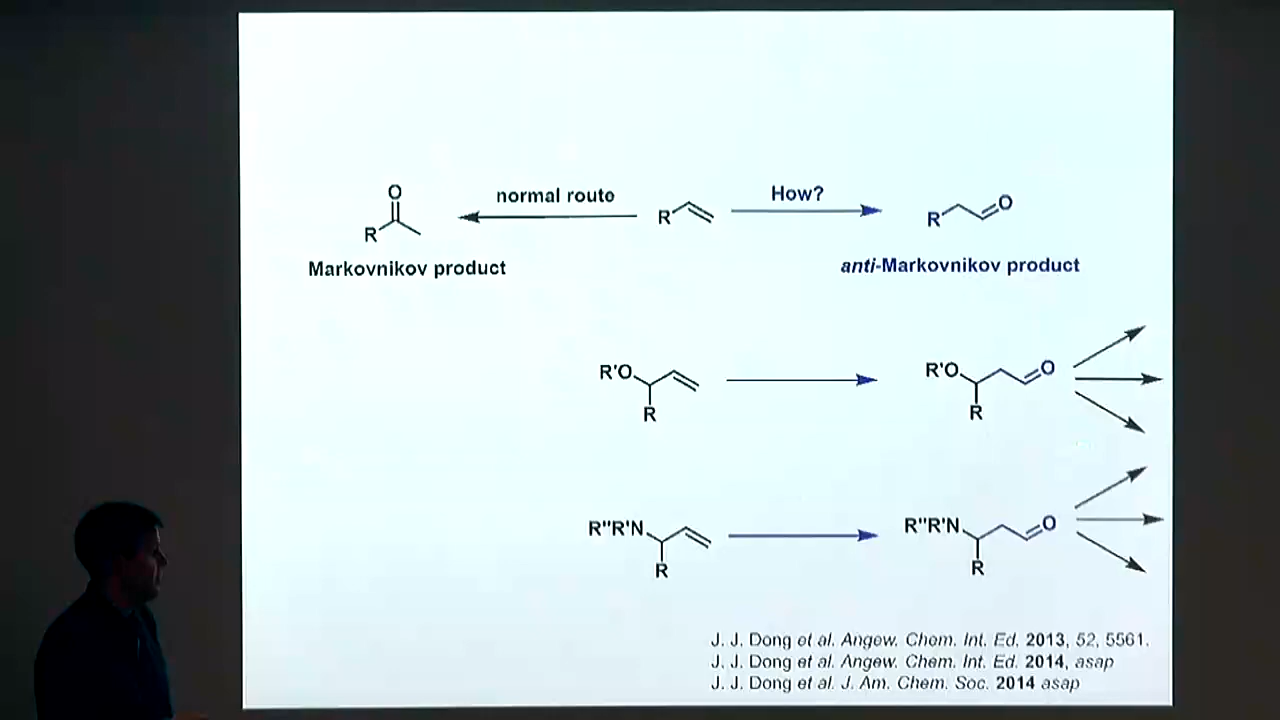 normal route
How?
O
R
R
R
O
Markovnikov product
anti-Markovnikov product
R'O
R
R'O
O
R
R"R'N
R
R"R'N
O
R
J. J. Dong et al. Angew. Chem. Int. Ed. 2013, 52, 5561.
J. J. Dong et al. Angew. Chem. Int. Ed. 2014, asap
J. J. Dong et al. J. Am. Chem. Soc. 2014 asap